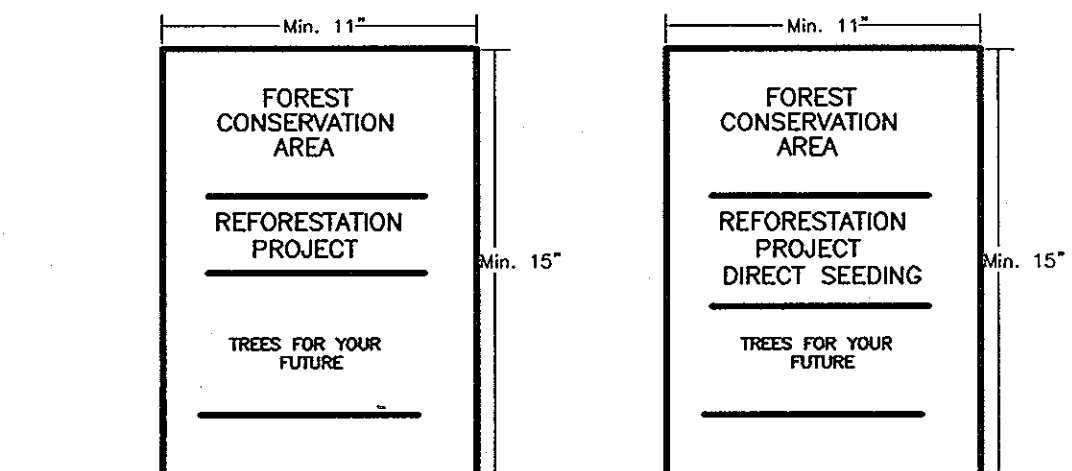 Min. 11"
FOREST
CONSERVATION
AREA
REFORESTATION
PROJECT
Min. 15"
TREES FOR YOUR
FUTURE
Min. 11"
FOREST
CONSERVATION
AREA
REFORESTATION
PROJECT
DIRECT SEEDING
Min. 15"
TREES FOR YOUR
FUTURE